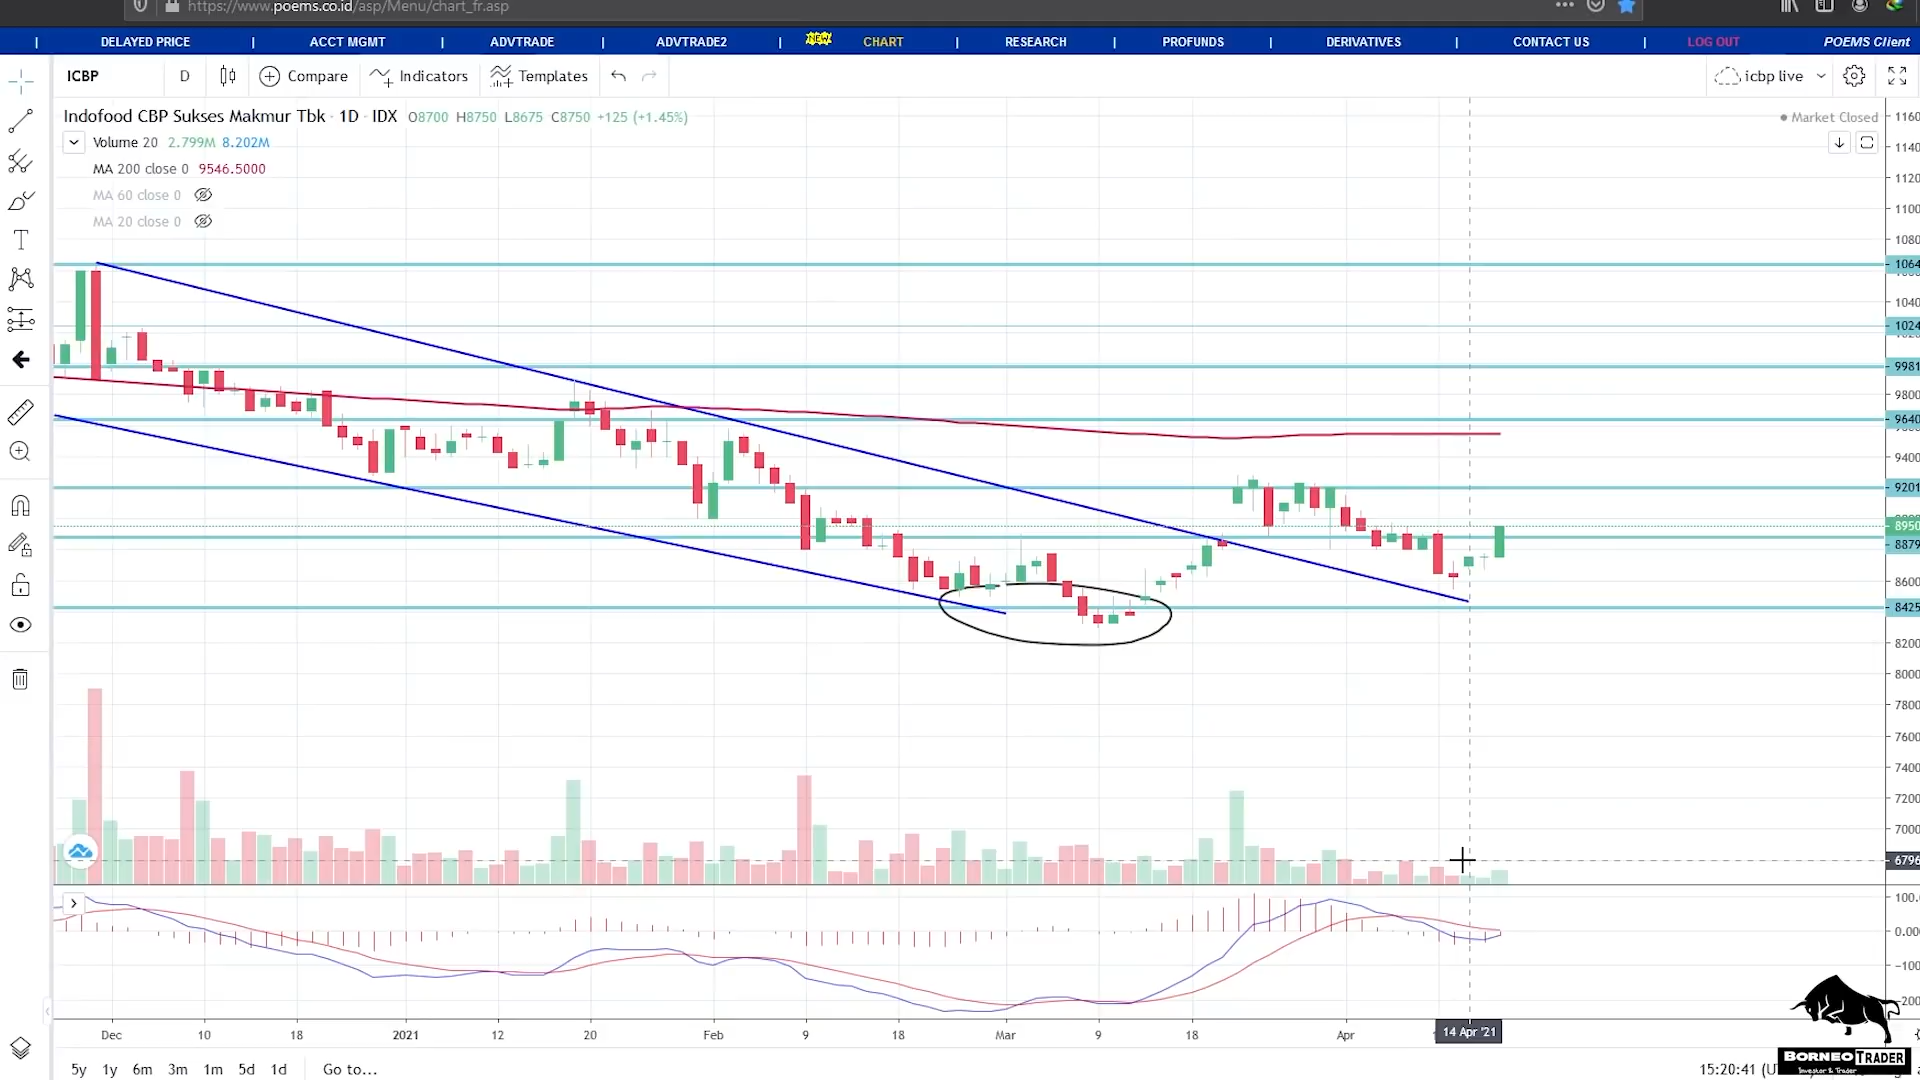 https://www.poems.co.id/asp/Menu/chart_fr.asp
| DELAYED PRICE | ACCT MGMT | ADVTRADE | ADVTRADE2 | NEW CHART | RESEARCH | PROFUNDS | DERIVATIVES | CONTACT US | LOG OUT POEMS Client
ICBP D Compare Indicators Templates icbp live
Indofood CBP Sukses Makmur Tbk · 1D · IDX O8700 H8750 L8675 C8750 +125 (+1.45%)
Market Closed
Volume 20 2.799M 8.202M
MA 200 close 0 9546.5000
MA 60 close 0
MA 20 close 0
1160
1140
1120
1100
1080
1064
1040
1024
9981
9800
9640
9400
9201
8950
8879
8600
8425
8200
8000
7800
7600
7400
7200
7000
6796
100.
0.00
-100
Dec 10 18 2021 12 20 Feb 9 18 Mar 9 18 Apr 14 Apr '21
5y 1y 6m 3m 1m 5d 1d Go to... 15:20:41
BORNEO TRADER
Investor & Trader